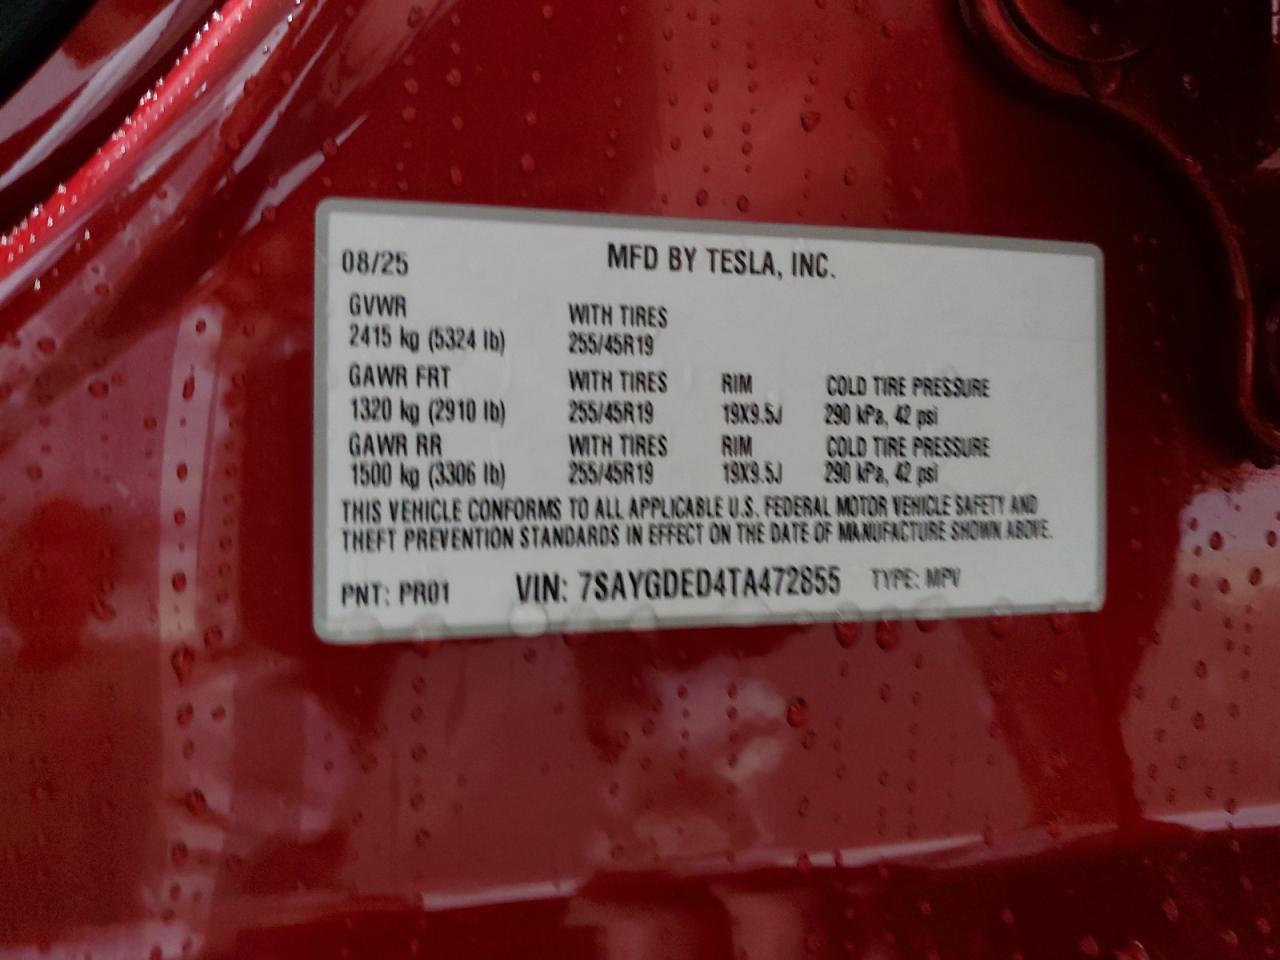 08/25 MFD BY TESLA, INC.
GVWR WITH TIRES
2415 kg (5324 lb) 255/45R19
GAWR FRT WITH TIRES RIM COLD TIRE PRESSURE
1320 kg (2910 lb) 255/45R19 19X9.5J 290 kPa, 42 psi
GAWR RR WITH TIRES RIM COLD TIRE PRESSURE
1500 kg (3306 lb) 255/45R19 19X9.5J 290 kPa, 42 psi
THIS VEHICLE CONFORMS TO ALL APPLICABLE U.S. FEDERAL MOTOR VEHICLE SAFETY AND
THEFT PREVENTION STANDARDS IN EFFECT ON THE DATE OF MANUFACTURE SHOWN ABOVE.
PNT: PR01 VIN: 7SAYGDED4TA472855 TYPE: MPV